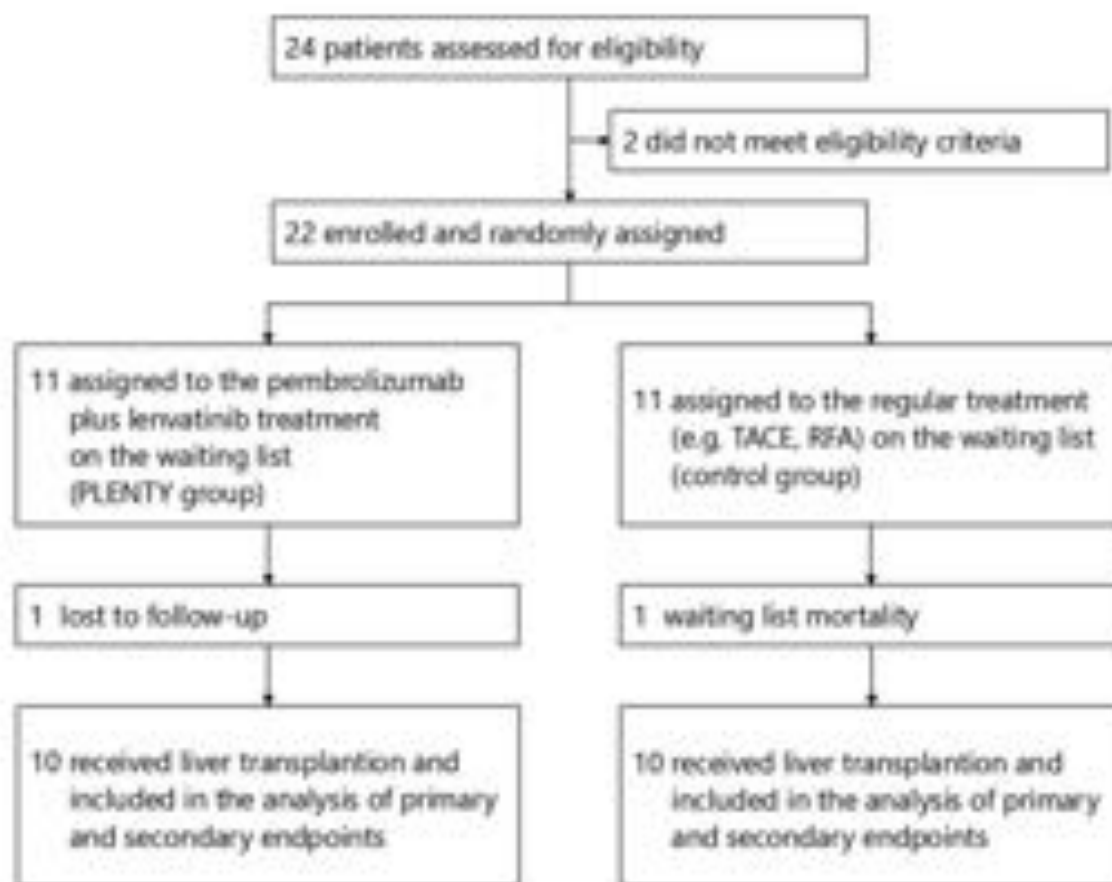 24 patients assessed for eligibility
2 did not meet eligibility criteria
22 enrolled and randomly assigned
11 assigned to the pembrolizumab
plus lenvatinib treatment
on the waiting list
(PLENTY group)
11 assigned to the regular treatment
(e.g. TACE, RFA) on the waiting list
(control group)
1 lost to follow-up
1 waiting list mortality
10 received liver transplantion and
included in the analysis of primary
and secondary endpoints
10 received liver transplantion and
included in the analysis of primary
and secondary endpoints